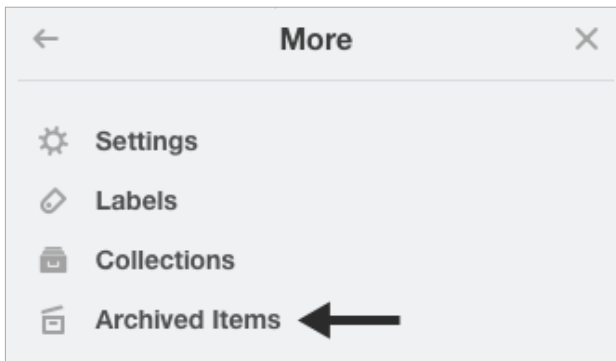 More
Settings
Labels
Collections
Archived Items